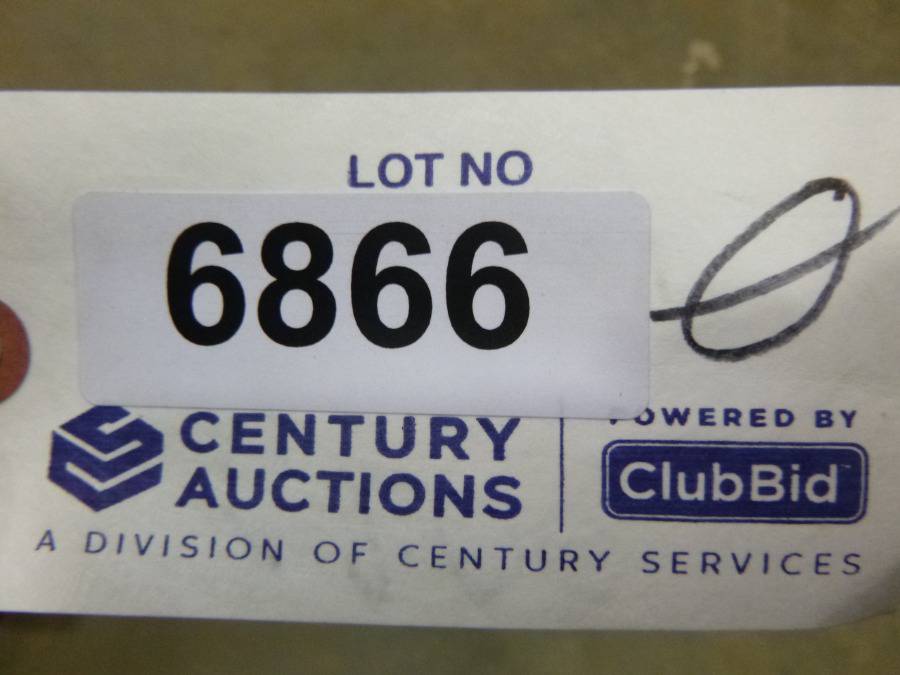 LOT NO
6866
CENTURY
AUCTIONS
POWERED BY
ClubBid
A DIVISION OF CENTURY SERVICES